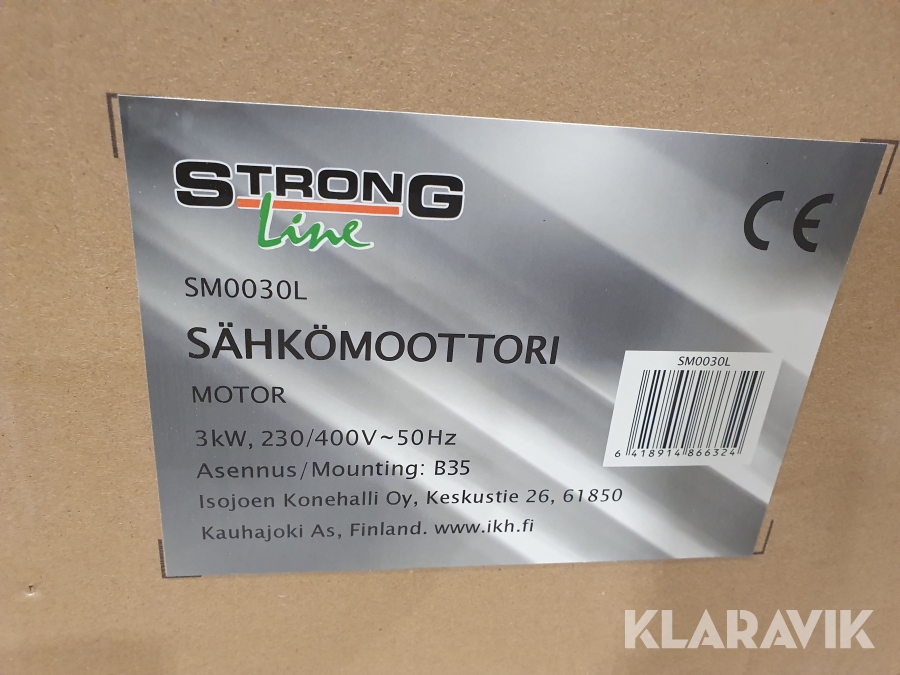 STRONG
Line
CE
SM0030L
SÄHKÖMOOTTORI
MOTOR
3kW, 230/400V~50Hz
Asennus/Mounting: B35
Isojoen Konehalli Oy, Keskustie 26, 61850
Kauhajoki As, Finland. www.ikh.fi
SM0030L
6 418914 866324
KLARAVIK